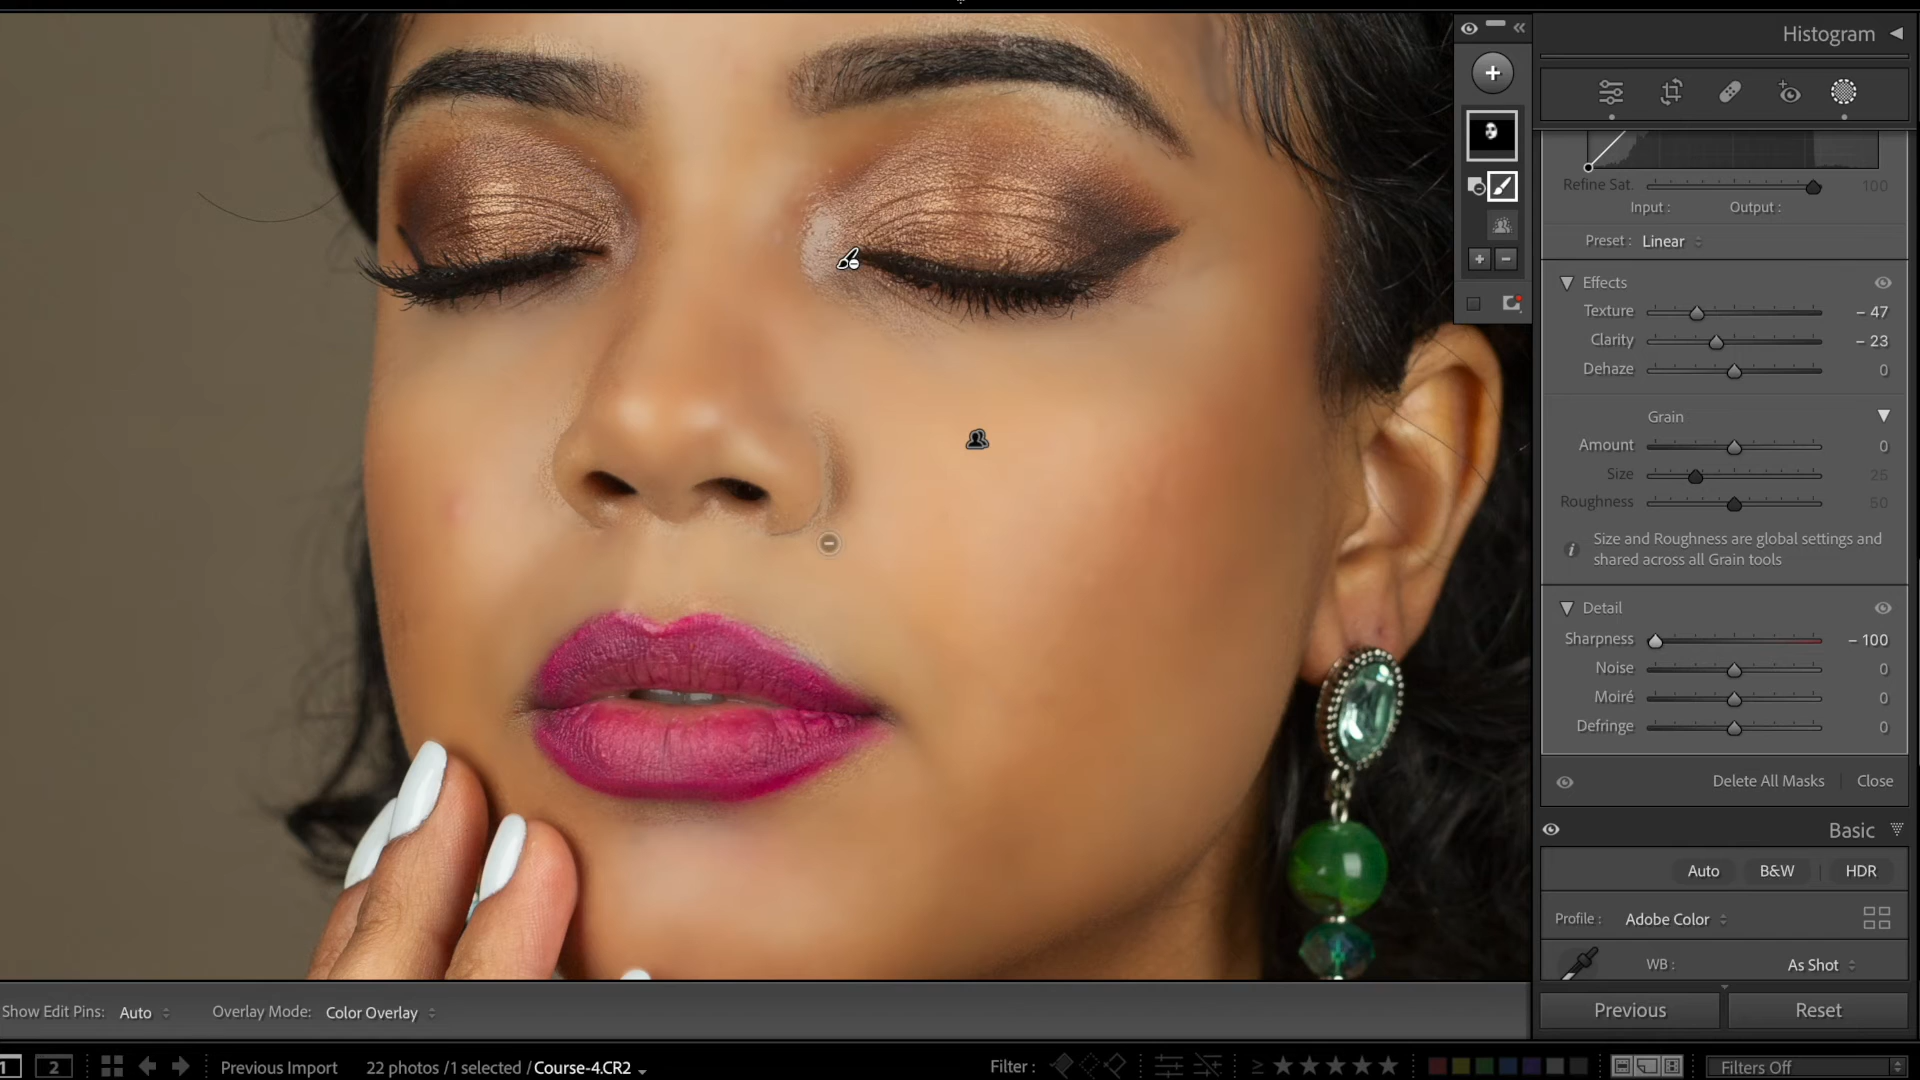 Histogram
Refine Sat. 100
Input : Output :
Preset : Linear
Effects
Texture – 47
Clarity – 23
Dehaze 0
Grain
Amount 0
Size 25
Roughness 50
Size and Roughness are global settings and
shared across all Grain tools
Detail
Sharpness – 100
Noise 0
Moiré 0
Defringe 0
Delete All Masks Close
Basic
Auto B&W HDR
Profile : Adobe Color
WB : As Shot
Previous Reset
Show Edit Pins: Auto Overlay Mode: Color Overlay
1 2 Previous Import 22 photos /1 selected / Course-4.CR2 Filter : ≥ Filters Off